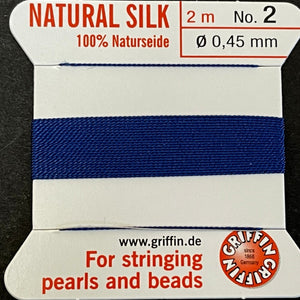 NATURAL SILK 2 m No. 2
100% Naturseide Ø 0,45 mm
www.griffin.de
For stringing
pearls and beads
GRIFFIN
since
1866
Germany
GRIFFIN